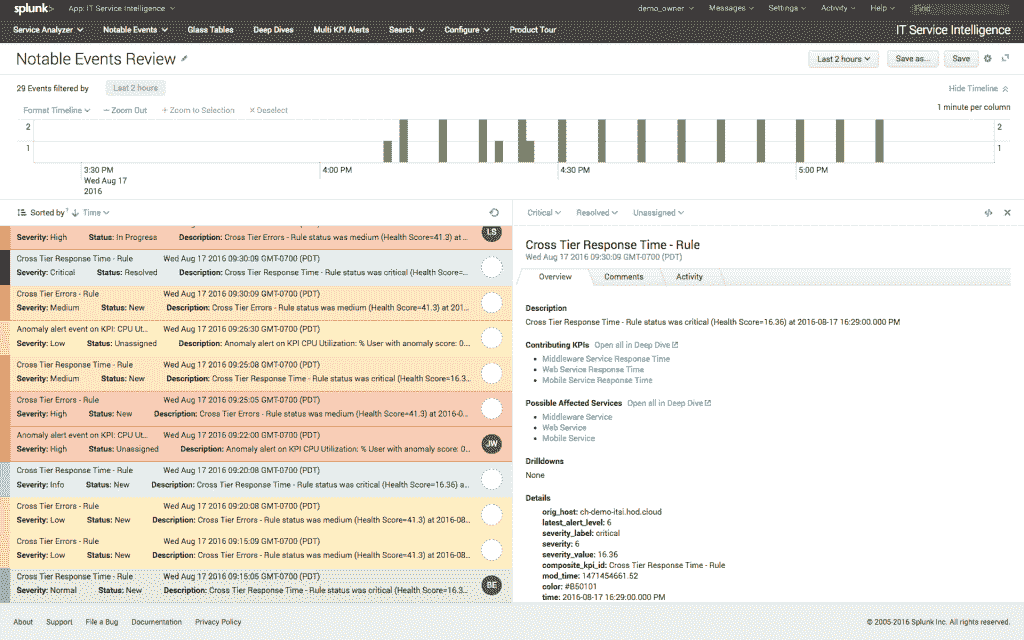 splunk> App: IT Service Intelligence demo_owner Messages Settings Activity Help Find
Service Analyzer Notable Events Glass Tables Deep Dives Multi KPI Alerts Search Configure Product Tour IT Service Intelligence
Notable Events Review Last 2 hours Save as... Save
29 Events filtered by Last 2 hours Hide Timeline
Format Timeline — Zoom Out + Zoom to Selection × Deselect 1 minute per column
2 2
1 1
3:30 PM 4:00 PM 4:30 PM 5:00 PM
Wed Aug 17
2016
Sorted by Time
Severity: High Status: In Progress Description: Cross Tier Errors - Rule status was medium (Health Score=41.3) at ... LS
Cross Tier Response Time - Rule Wed Aug 17 2016 09:30:09 GMT-0700 (PDT)
Severity: Critical Status: Resolved Description: Cross Tier Response Time - Rule status was critical (Health Score=...
Cross Tier Errors - Rule Wed Aug 17 2016 09:30:09 GMT-0700 (PDT)
Severity: Medium Status: New Description: Cross Tier Errors - Rule status was medium (Health Score=41.3) at 201...
Anomaly alert event on KPI: CPU Ut... Wed Aug 17 2016 09:25:30 GMT-0700 (PDT)
Severity: Low Status: Unassigned Description: Anomaly alert on KPI CPU Utilization: % User with anomaly score: 0...
Cross Tier Response Time - Rule Wed Aug 17 2016 09:25:08 GMT-0700 (PDT)
Severity: Medium Status: New Description: Cross Tier Response Time - Rule status was critical (Health Score=16.3...
Cross Tier Errors - Rule Wed Aug 17 2016 09:25:05 GMT-0700 (PDT)
Severity: High Status: New Description: Cross Tier Errors - Rule status was medium (Health Score=41.3) at 2016-0...
Anomaly alert event on KPI: CPU Ut... Wed Aug 17 2016 09:22:00 GMT-0700 (PDT)
Severity: High Status: Unassigned Description: Anomaly alert on KPI CPU Utilization: % User with anomaly score: 0... JW
Cross Tier Response Time - Rule Wed Aug 17 2016 09:20:08 GMT-0700 (PDT)
Severity: Info Status: New Description: Cross Tier Response Time - Rule status was critical (Health Score=16.36) a...
Cross Tier Errors - Rule Wed Aug 17 2016 09:20:08 GMT-0700 (PDT)
Severity: Low Status: New Description: Cross Tier Errors - Rule status was medium (Health Score=41.3) at 2016-08...
Cross Tier Errors - Rule Wed Aug 17 2016 09:15:09 GMT-0700 (PDT)
Severity: Low Status: New Description: Cross Tier Errors - Rule status was medium (Health Score=41.3) at 2016-08...
Cross Tier Response Time - Rule Wed Aug 17 2016 09:15:05 GMT-0700 (PDT)
Severity: Normal Status: New Description: Cross Tier Response Time - Rule status was critical (Health Score=16.3... BE
Critical Resolved Unassigned
Cross Tier Response Time - Rule
Wed Aug 17 2016 09:30:09 GMT-0700 (PDT)
Overview Comments Activity
Description
Cross Tier Response Time - Rule status was critical (Health Score=16.36) at 2016-08-17 16:29:00.000 PM
Contributing KPIs Open all in Deep Dive
Middleware Service Response Time
Web Service Response Time
Mobile Service Response Time
Possible Affected Services Open all in Deep Dive
Middleware Service
Web Service
Mobile Service
Drilldowns
None
Details
orig_host: ch-demo-itsi.hod.cloud
latest_alert_level: 6
severity_label: critical
severity: 6
severity_value: 16.36
composite_kpi_id: Cross Tier Response Time - Rule
mod_time: 1471454661.52
color: #B50101
time: 2016-08-17 16:29:00.000 PM
About Support File a Bug Documentation Privacy Policy © 2005-2016 Splunk Inc. All rights reserved.